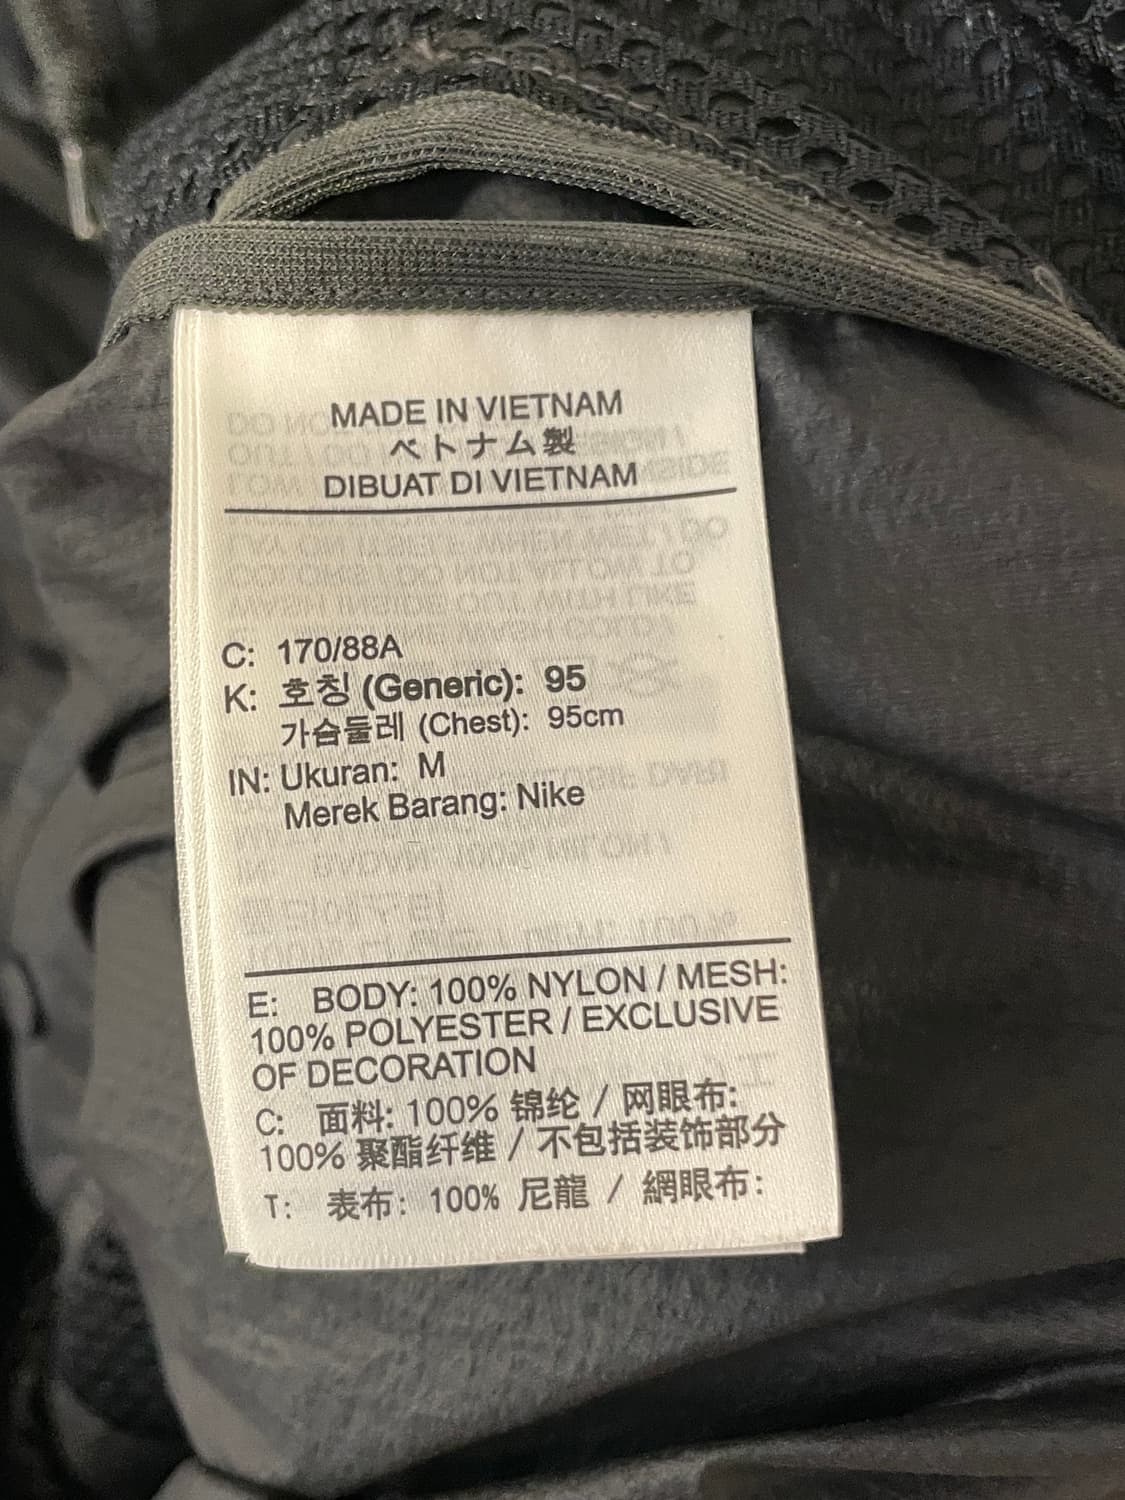 MADE IN VIETNAM
ベトナム製
DIBUAT DI VIETNAM
C: 170/88A
K: 호칭 (Generic): 95
가슴둘레 (Chest): 95cm
IN: Ukuran: M
Merek Barang: Nike
E: BODY: 100% NYLON / MESH:
100% POLYESTER / EXCLUSIVE
OF DECORATION
C: 面料: 100% 锦纶 / 网眼布:
100% 聚酯纤维 / 不包括装饰部分
T: 表布: 100% 尼龍 / 網眼布: